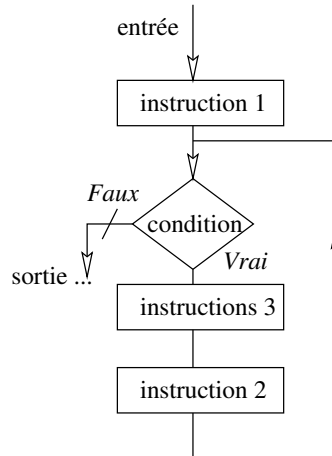 entrée
instruction 1
Faux
condition
Vrai
sortie ...
instructions 3
instruction 2